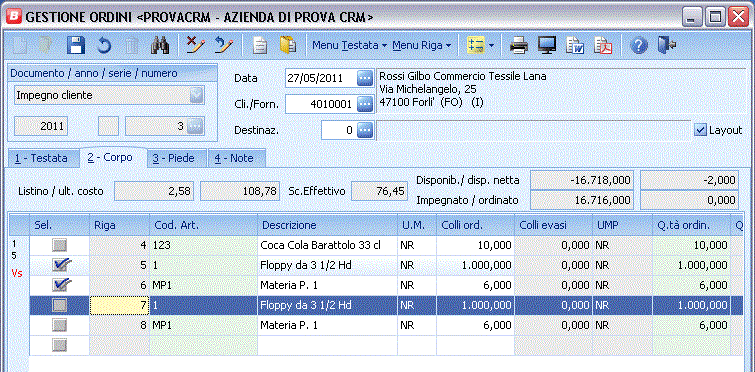 GESTIONE ORDINI <PROVACRM - AZIENDA DI PROVA CRM>
Menu Testata Menu Riga
Documento / anno / serie / numero
Impegno cliente
2011 3
Data 27/05/2011
Cli./Forn. 4010001
Destinaz. 0
Rossi Gilbo Commercio Tessile Lana
Via Michelangelo, 25
47100 Forli' (FO) (I)
Layout
1 - Testata 2 - Corpo 3 - Piede 4 - Note
Listino / ult. costo 2,58 108,78 Sc.Effettivo 76,45
Disponib./ disp. netta -16.718,000 -2,000
Impegnato / ordinato 16.716,000 0,000
Sel. Riga Cod. Art. Descrizione U.M. Colli ord. Colli evasi UMP Q.tà ordin. Q
1
5
Vs
4 123 Coca Cola Barattolo 33 cl NR 10,000 0,000 NR 10,000
5 1 Floppy da 3 1/2 Hd NR 1.000,000 0,000 NR 1.000,000
6 MP1 Materia P. 1 NR 6,000 0,000 NR 6,000
7 1 Floppy da 3 1/2 Hd NR 1.000,000 0,000 NR 1.000,000
8 MP1 Materia P. 1 NR 6,000 0,000 NR 6,000